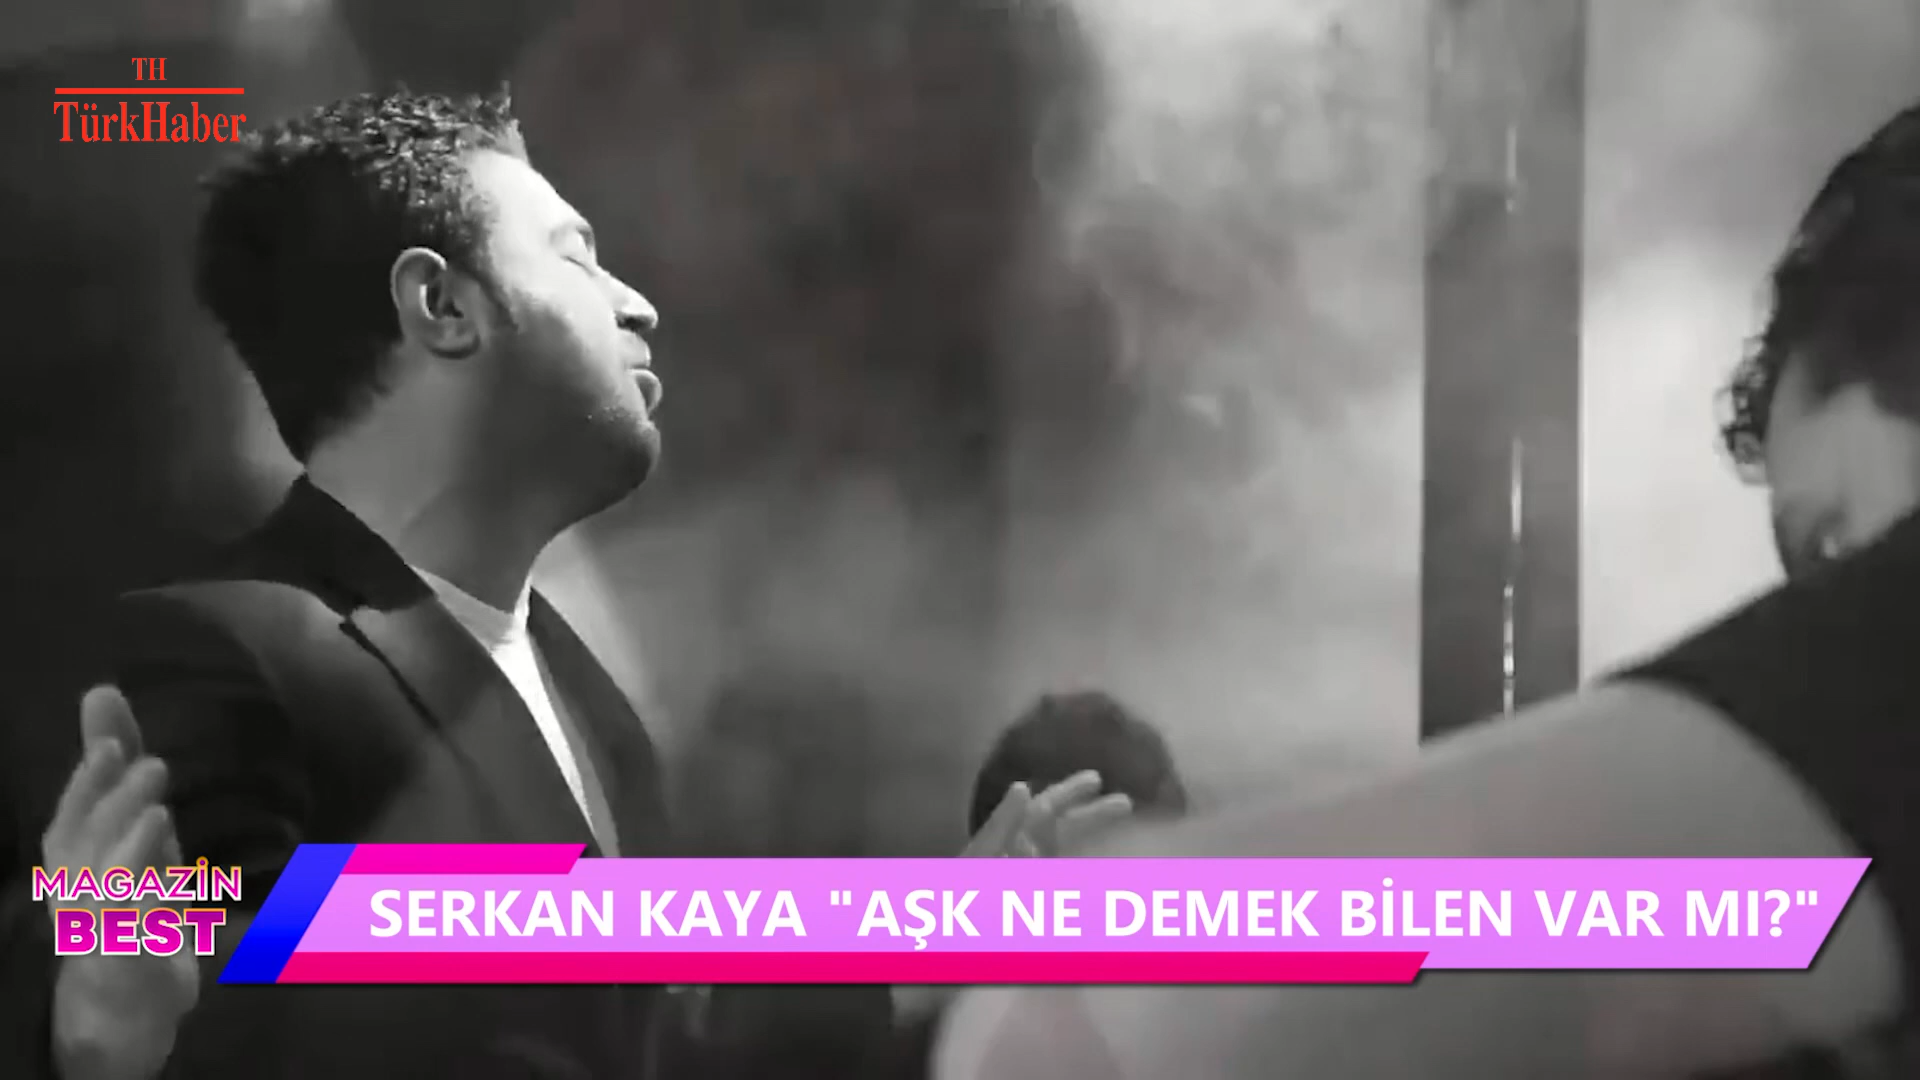 TH
TürkHaber
MAGAZİN
BEST
SERKAN KAYA "AŞK NE DEMEK BİLEN VAR MI?"